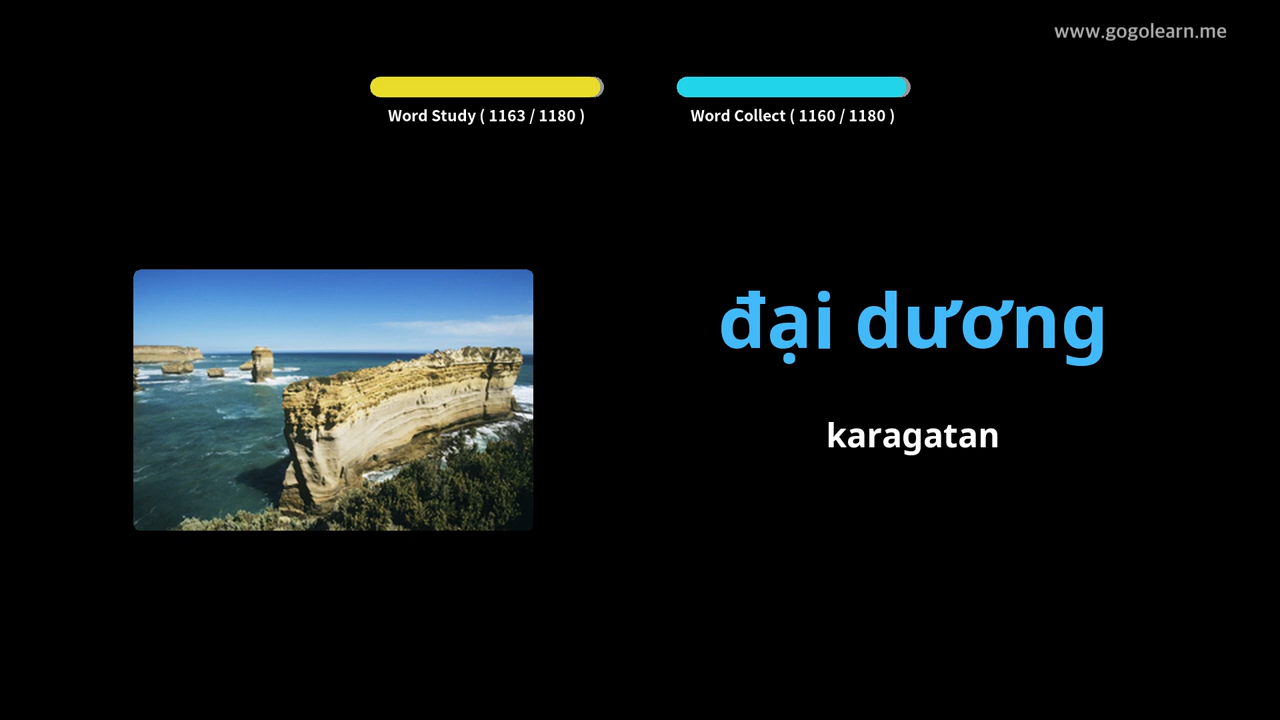 www.gogolearn.me
Word Study ( 1163 / 1180 )
Word Collect ( 1160 / 1180 )
đại dương
karagatan